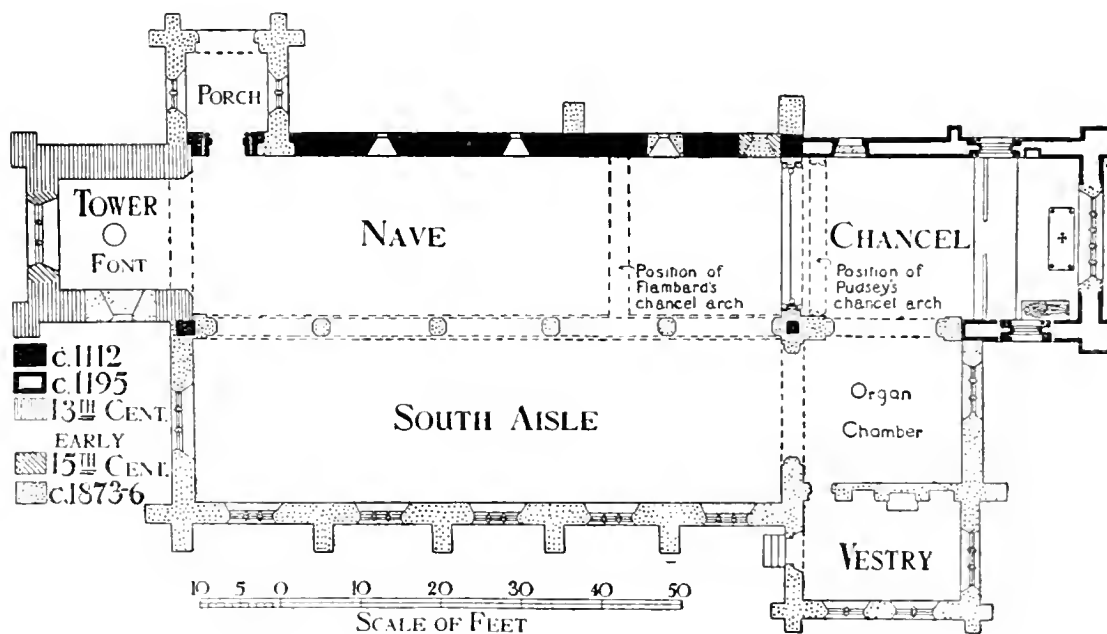 PORCH
TOWER
FONT
NAVE
CHANCEL
Position of
Flambard's
chancel arch
Position of
Pudsey's
chancel arch
c.1112
c.1195
13TH CENT.
EARLY
15TH CENT.
c.1873-6
SOUTH AISLE
Organ
Chamber
VESTRY
10 5 0 10 20 30 40 50
SCALE OF FEET